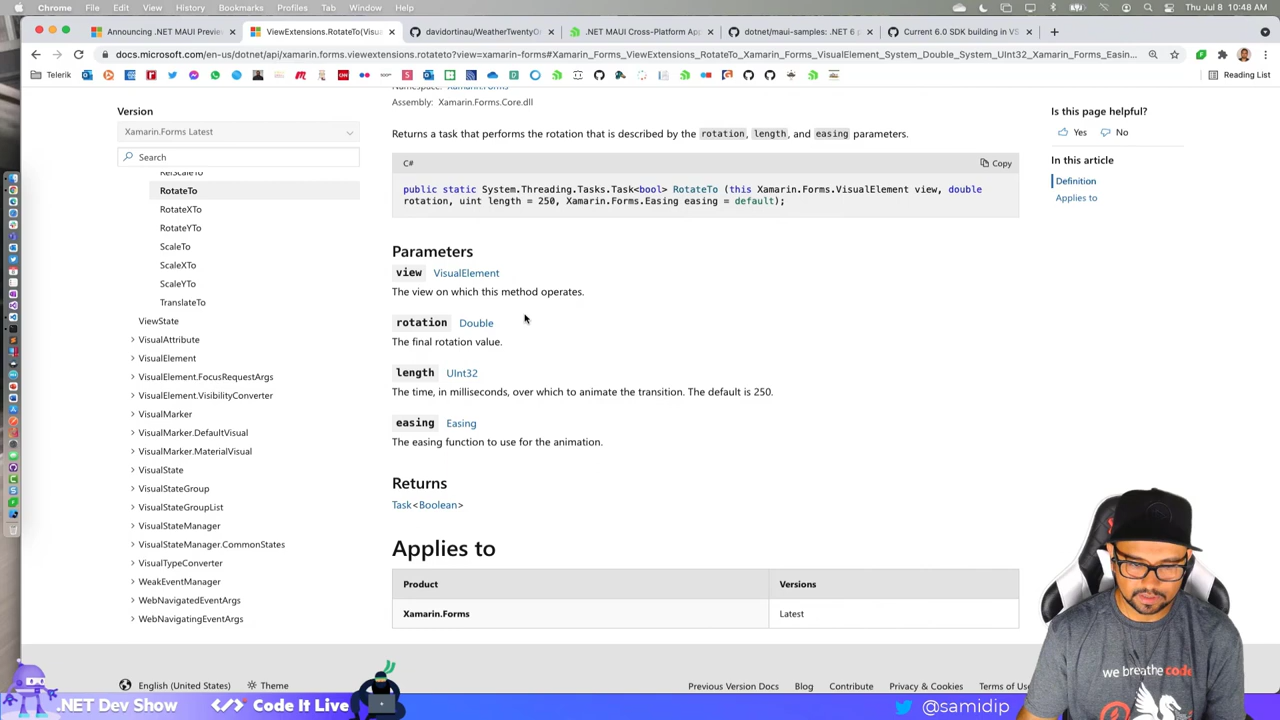 Chrome File Edit View History Bookmarks Profiles Tab Window Help Thu Jul 8 10:48 AM
Announcing .NET MAUI Preview
ViewExtensions.RotateTo(Visu
davidortinau/WeatherTwentyOn
.NET MAUI Cross-Platform App
dotnet/maui-samples: .NET 6 p
Current 6.0 SDK building in VS
docs.microsoft.com/en-us/dotnet/api/xamarin.forms.viewextensions.rotateto?view=xamarin-forms#Xamarin_Forms_ViewExtensions_RotateTo_Xamarin_Forms_VisualElement_System_Double_System_UInt32_Xamarin_Forms_Easin...
Telerik
Reading List
Version
Xamarin.Forms Latest
Search
RelScaleTo
RotateTo
RotateXTo
RotateYTo
ScaleTo
ScaleXTo
ScaleYTo
TranslateTo
ViewState
VisualAttribute
VisualElement
VisualElement.FocusRequestArgs
VisualElement.VisibilityConverter
VisualMarker
VisualMarker.DefaultVisual
VisualMarker.MaterialVisual
VisualState
VisualStateGroup
VisualStateGroupList
VisualStateManager
VisualStateManager.CommonStates
VisualTypeConverter
WeakEventManager
WebNavigatedEventArgs
WebNavigatingEventArgs
Namespace: Xamarin.Forms
Assembly: Xamarin.Forms.Core.dll
Returns a task that performs the rotation that is described by the rotation, length, and easing parameters.
C# Copy
public static System.Threading.Tasks.Task<bool> RotateTo (this Xamarin.Forms.VisualElement view, double
rotation, uint length = 250, Xamarin.Forms.Easing easing = default);
Parameters
view VisualElement
The view on which this method operates.
rotation Double
The final rotation value.
length UInt32
The time, in milliseconds, over which to animate the transition. The default is 250.
easing Easing
The easing function to use for the animation.
Returns
Task<Boolean>
Applies to
Product Versions
Xamarin.Forms Latest
Is this page helpful?
Yes No
In this article
Definition
Applies to
English (United States) Theme
Previous Version Docs Blog Contribute Privacy & Cookies Terms of Us
we breathe code
.NET Dev Show </> Code It Live @samidip